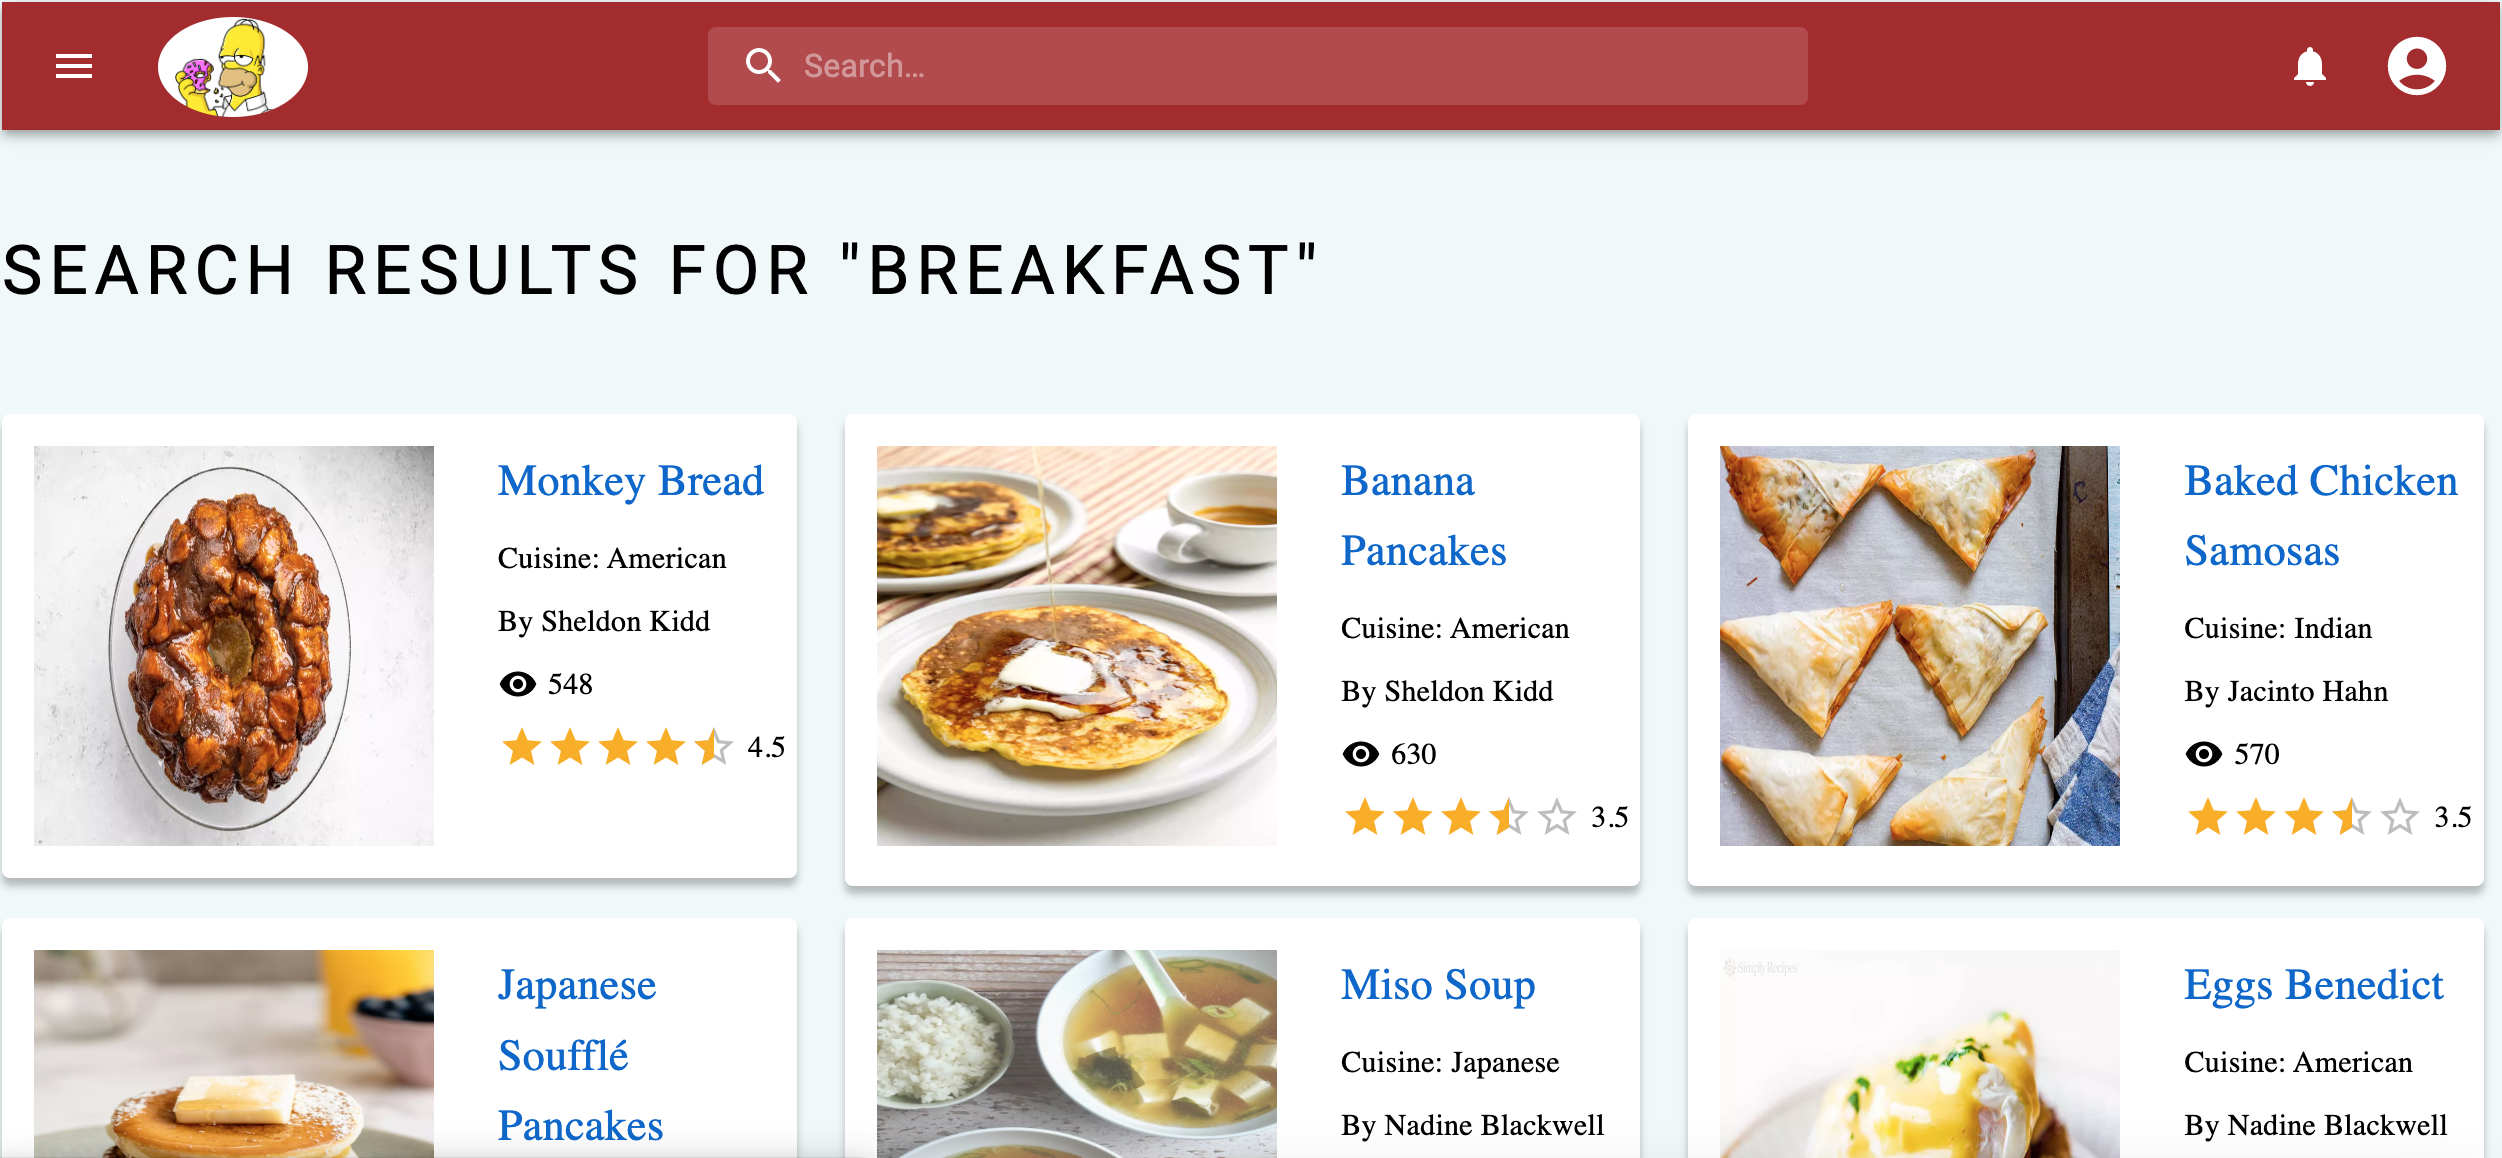 Search...
SEARCH RESULTS FOR "BREAKFAST"
Monkey Bread
Cuisine: American
By Sheldon Kidd
548
4.5
Banana
Pancakes
Cuisine: American
By Sheldon Kidd
630
3.5
Baked Chicken
Samosas
Cuisine: Indian
By Jacinto Hahn
570
3.5
Japanese
Soufflé
Pancakes
Miso Soup
Cuisine: Japanese
By Nadine Blackwell
SimplyRecipes
Eggs Benedict
Cuisine: American
By Nadine Blackwell